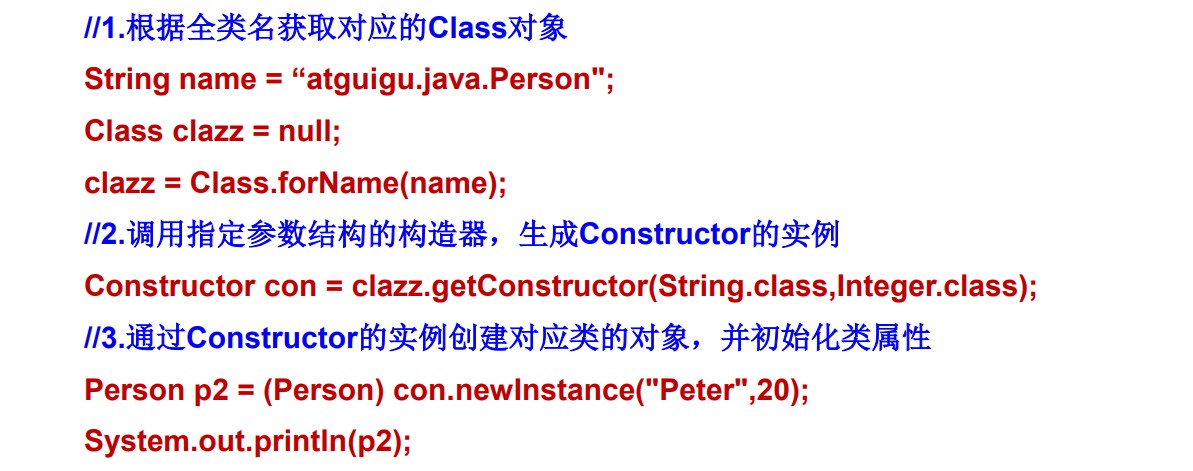 //1.根据全类名获取对应的Class对象
String name = “atguigu.java.Person";
Class clazz = null;
clazz = Class.forName(name);
//2.调用指定参数结构的构造器，生成Constructor的实例
Constructor con = clazz.getConstructor(String.class,Integer.class);
//3.通过Constructor的实例创建对应类的对象，并初始化类属性
Person p2 = (Person) con.newInstance("Peter",20);
System.out.println(p2);